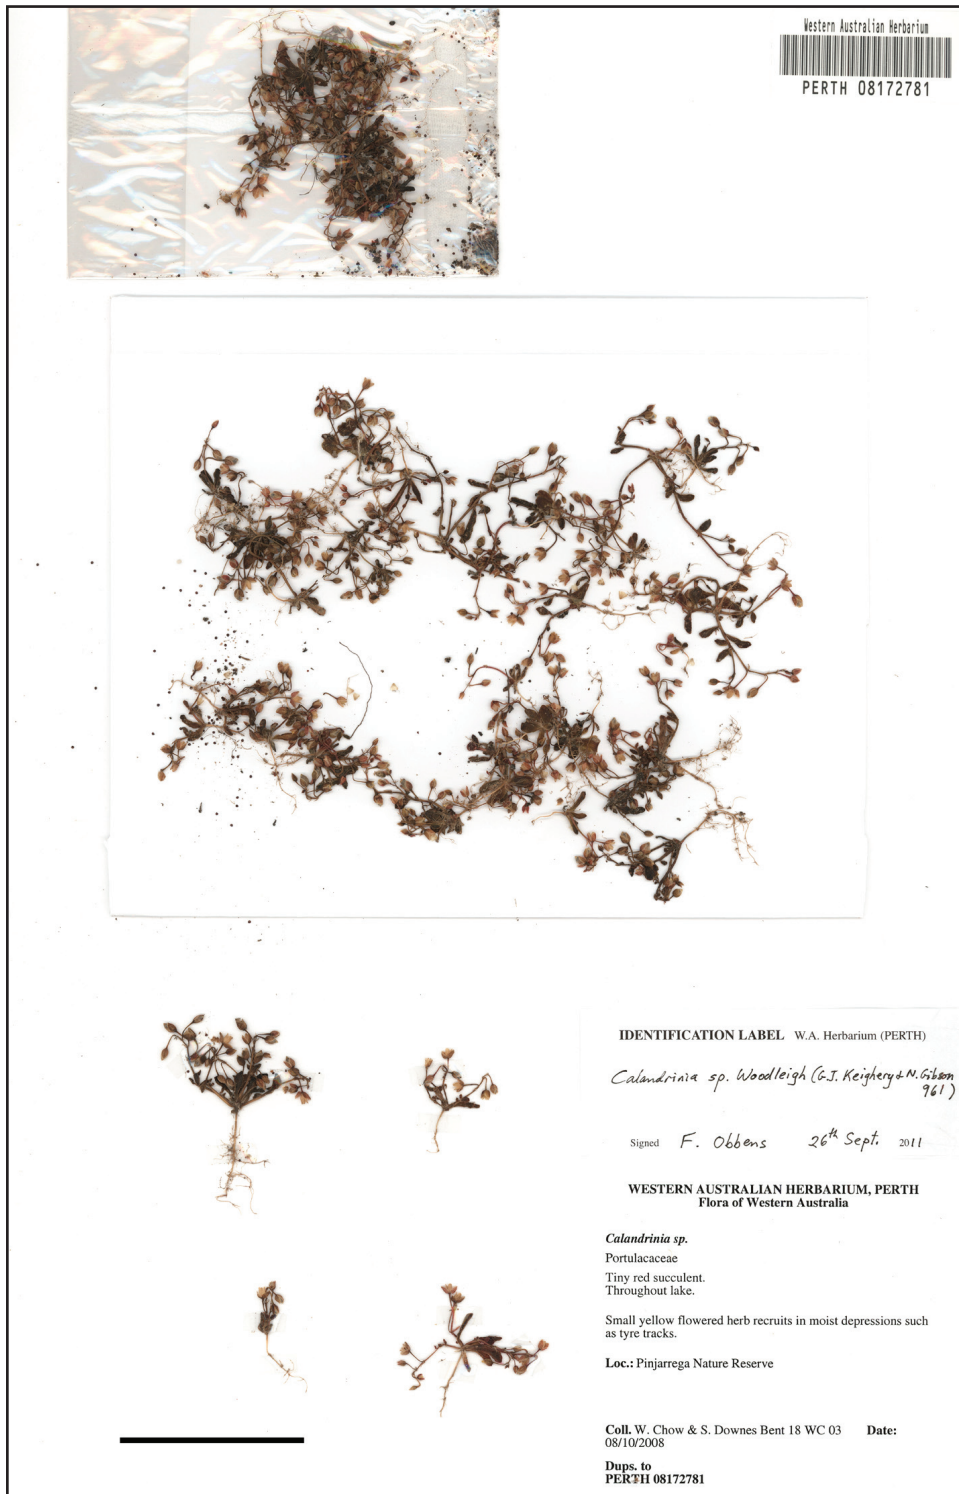 Western Australian Herbarium
PERTH 08172781
IDENTIFICATION LABEL W.A. Herbarium (PERTH)
Calandrinia sp. Woodleigh (G.J. Keighery & N. Gibson
961)
Signed F. Obbens 26th Sept. 2011
WESTERN AUSTRALIAN HERBARIUM, PERTH
Flora of Western Australia
Calandrinia sp.
Portulacaceae
Tiny red succulent.
Throughout lake.
Small yellow flowered herb recruits in moist depressions such
as tyre tracks.
Loc.: Pinjarrega Nature Reserve
Coll. W. Chow & S. Downes Bent 18 WC 03 Date:
08/10/2008
Dups. to
PERTH 08172781